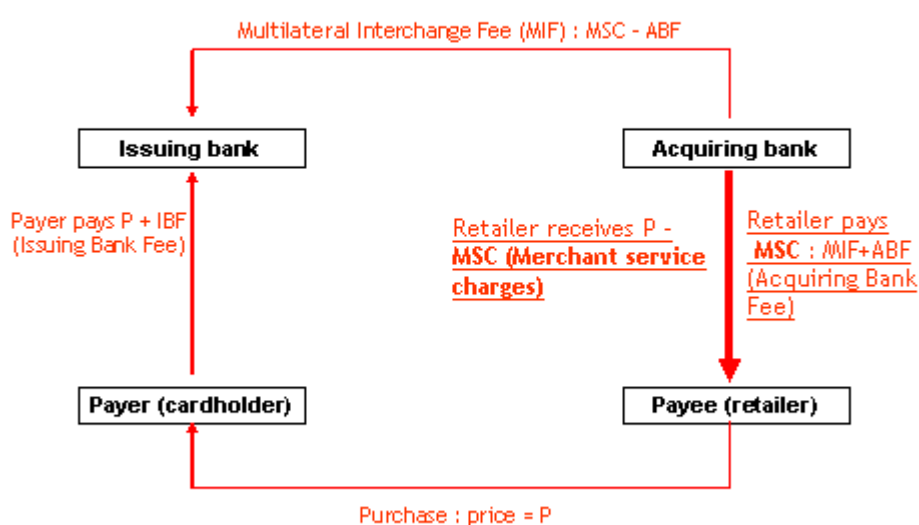 Multilateral Interchange Fee (MIF) : MSC - ABF
Issuing bank
Acquiring bank
Payer pays P + IBF
(Issuing Bank Fee)
Retailer receives P -
MSC (Merchant service
charges)
Retailer pays
MSC : MIF+ABF
(Acquiring Bank
Fee)
Payer (cardholder)
Payee (retailer)
Purchase : price = P